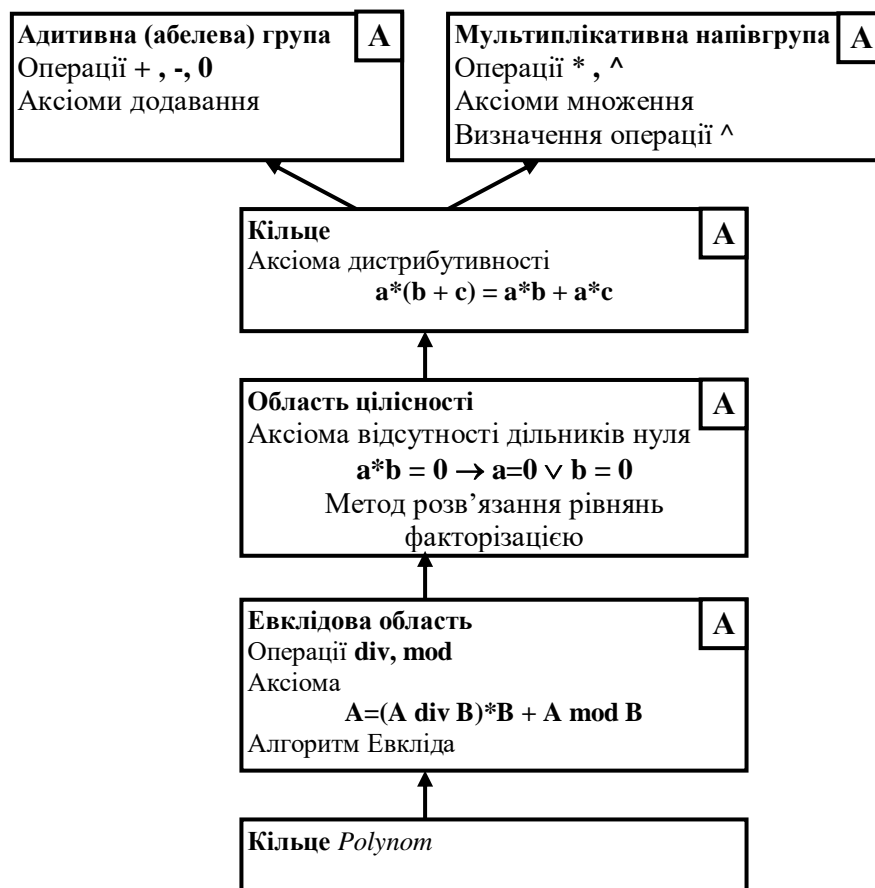 Адитивна (абелева) група
A
Операції + , -, 0
Аксіоми додавання
Мультиплікативна напівгрупа
A
Операції * , ^
Аксіоми множення
Визначення операції ^
Кільце
A
Аксіома дистрибутивності
a*(b + c) = a*b + a*c
Область цілісності
A
Аксіома відсутності дільників нуля
a*b = 0 → a=0 ∨ b = 0
Метод розв’язання рівнянь
факторізацією
Евклідова область
A
Операції div, mod
Аксіома
A=(A div B)*B + A mod B
Алгоритм Евкліда
Кільце Polynom